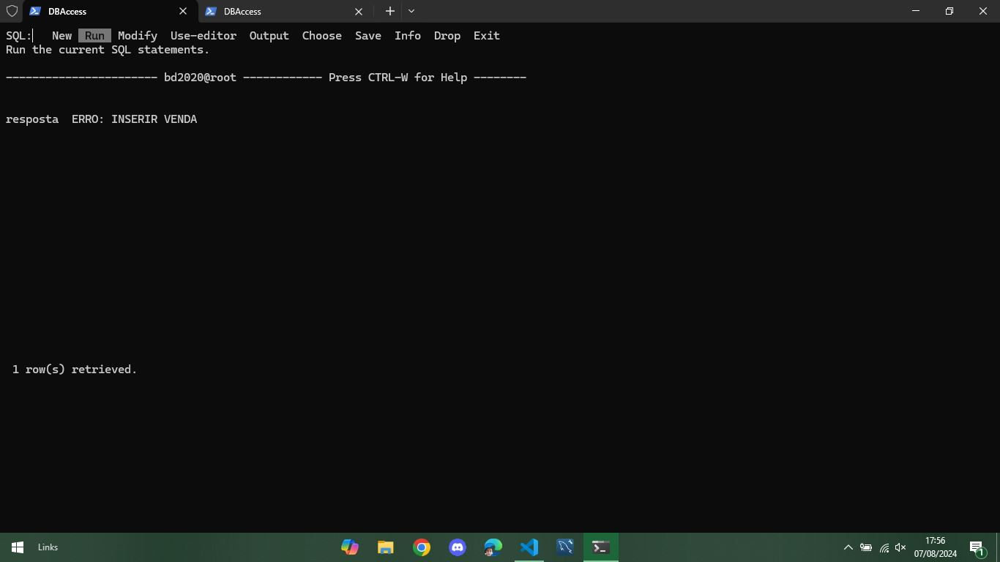 DBAccess DBAccess
SQL: New Run Modify Use-editor Output Choose Save Info Drop Exit
Run the current SQL statements.
----------------------- bd2020@root ------------ Press CTRL-W for Help --------
resposta ERRO: INSERIR VENDA
1 row(s) retrieved.
Links
17:56
07/08/2024
1